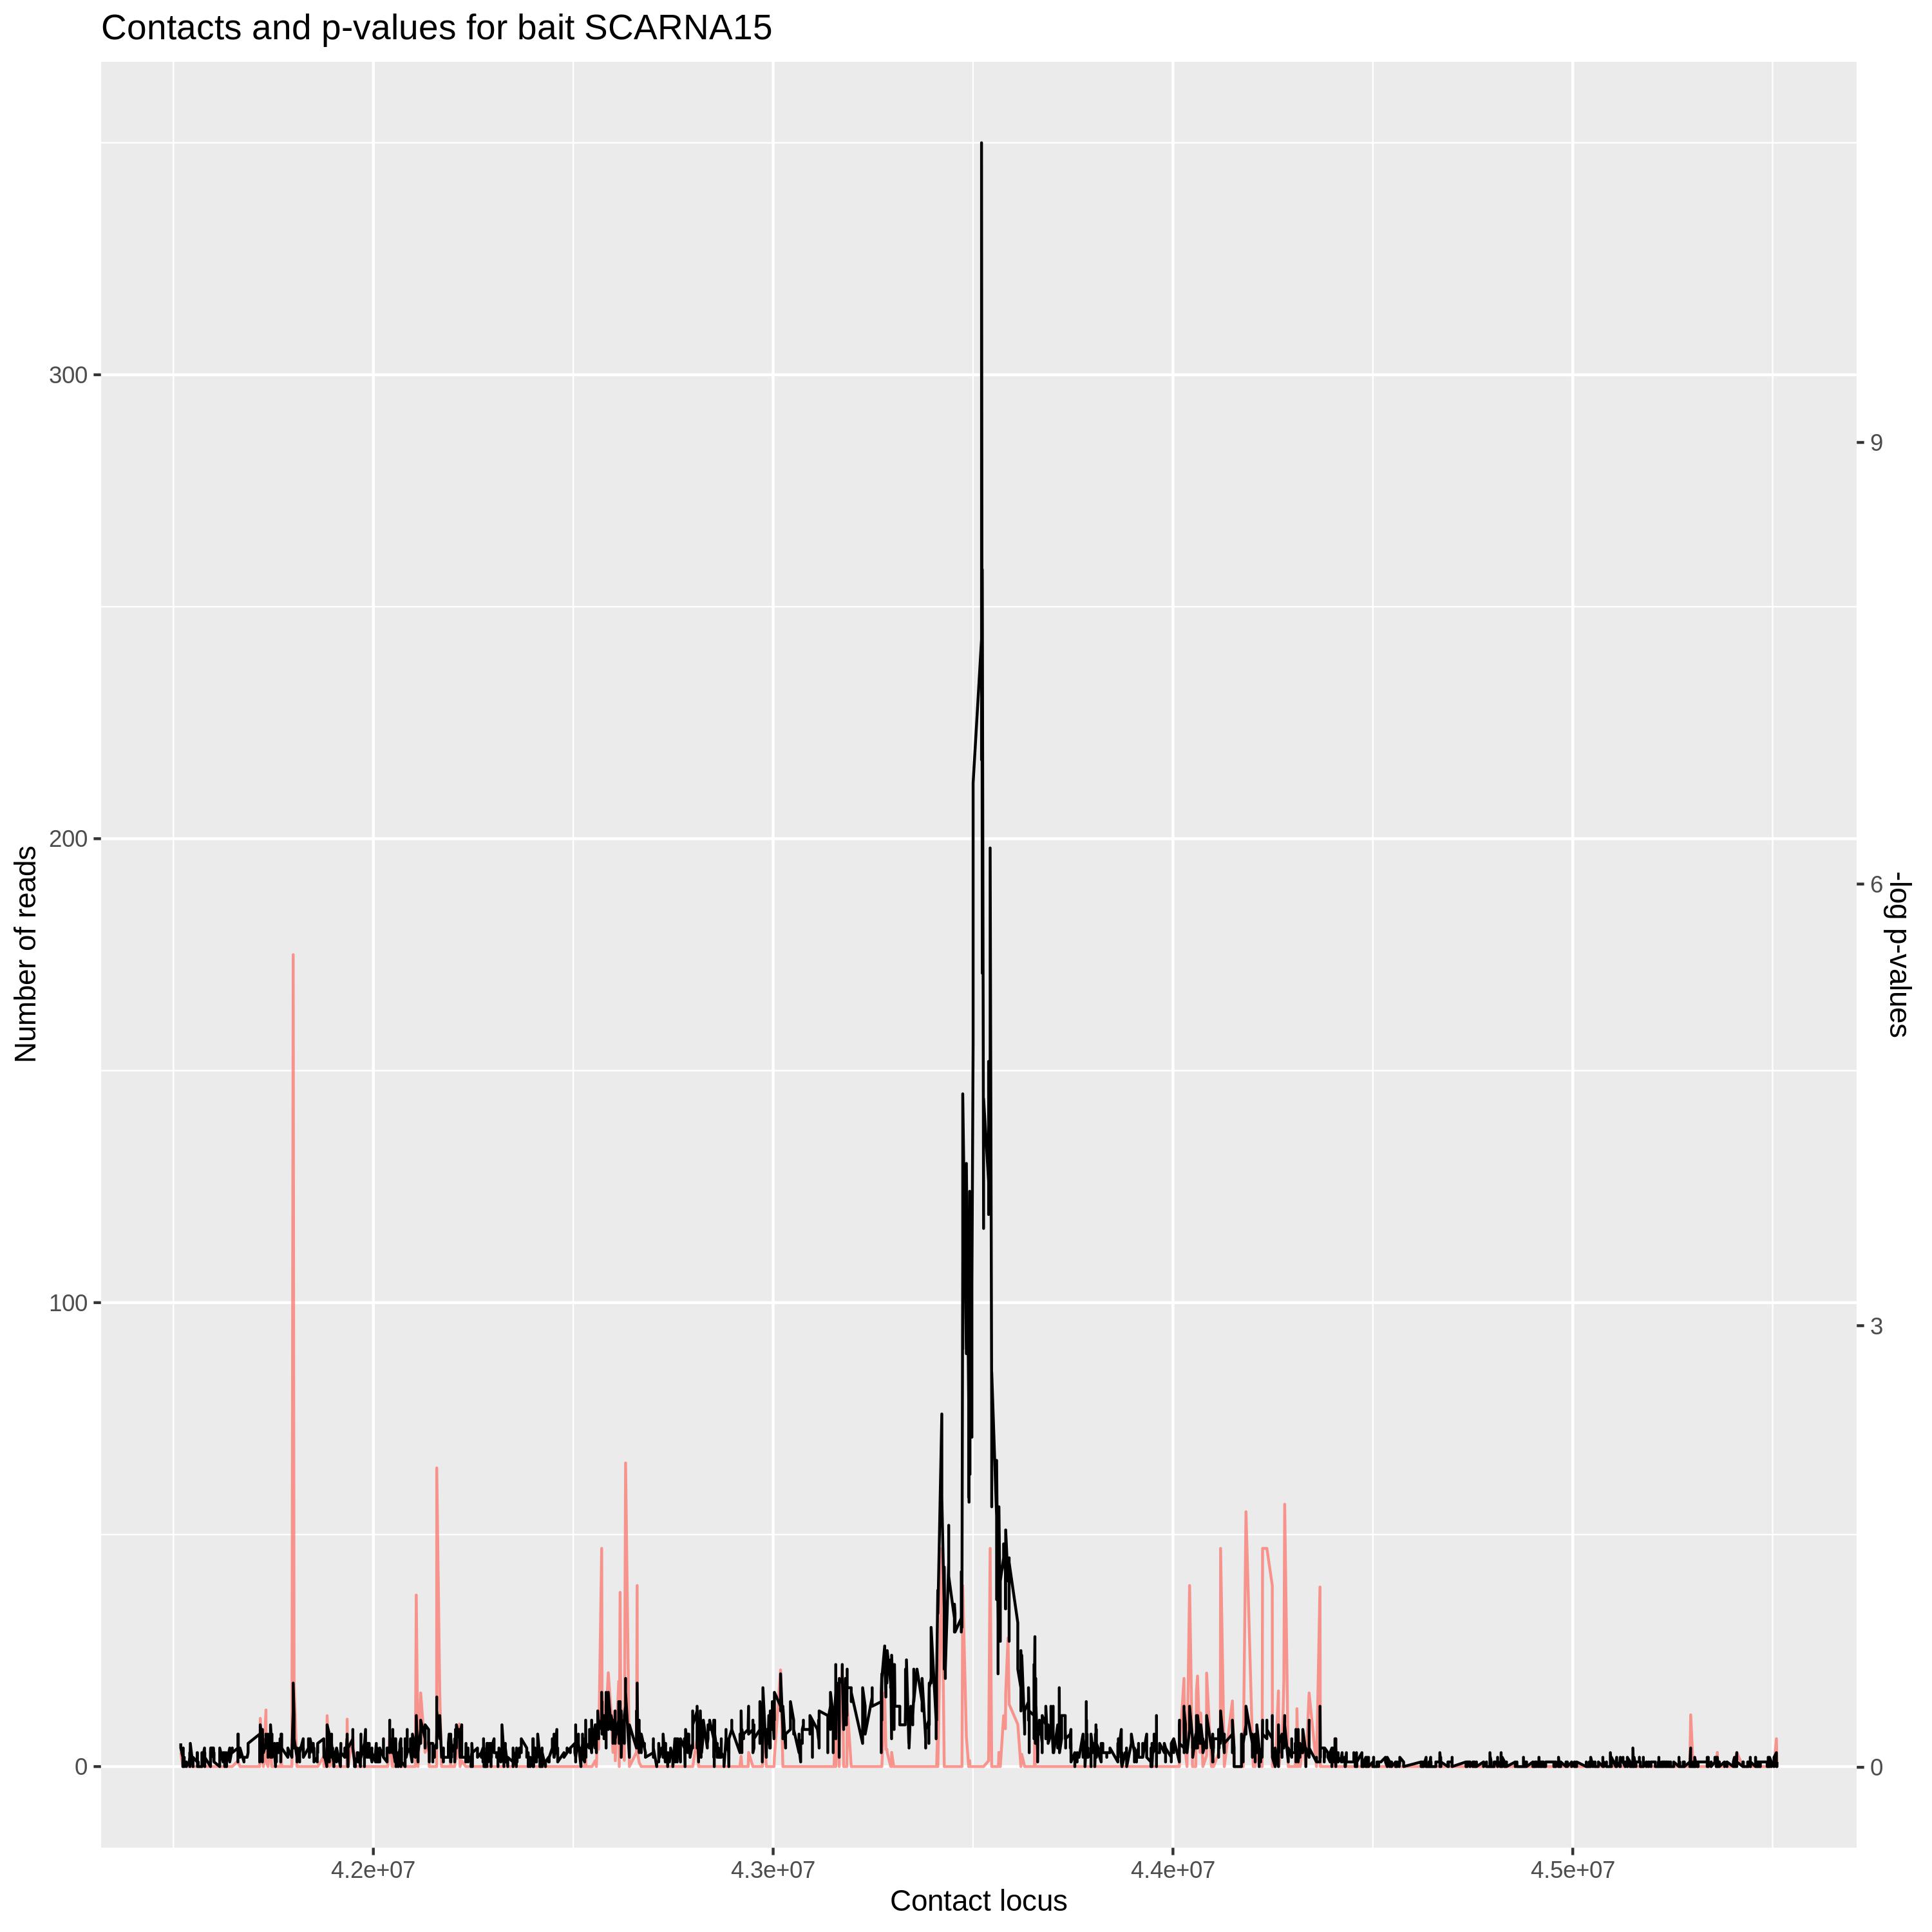 Contacts and p-values for bait SCARNA15
300
200
100
0
Number of reads
9
6
3
0
-log p-values
4.2e+07
4.3e+07
4.4e+07
4.5e+07
Contact locus